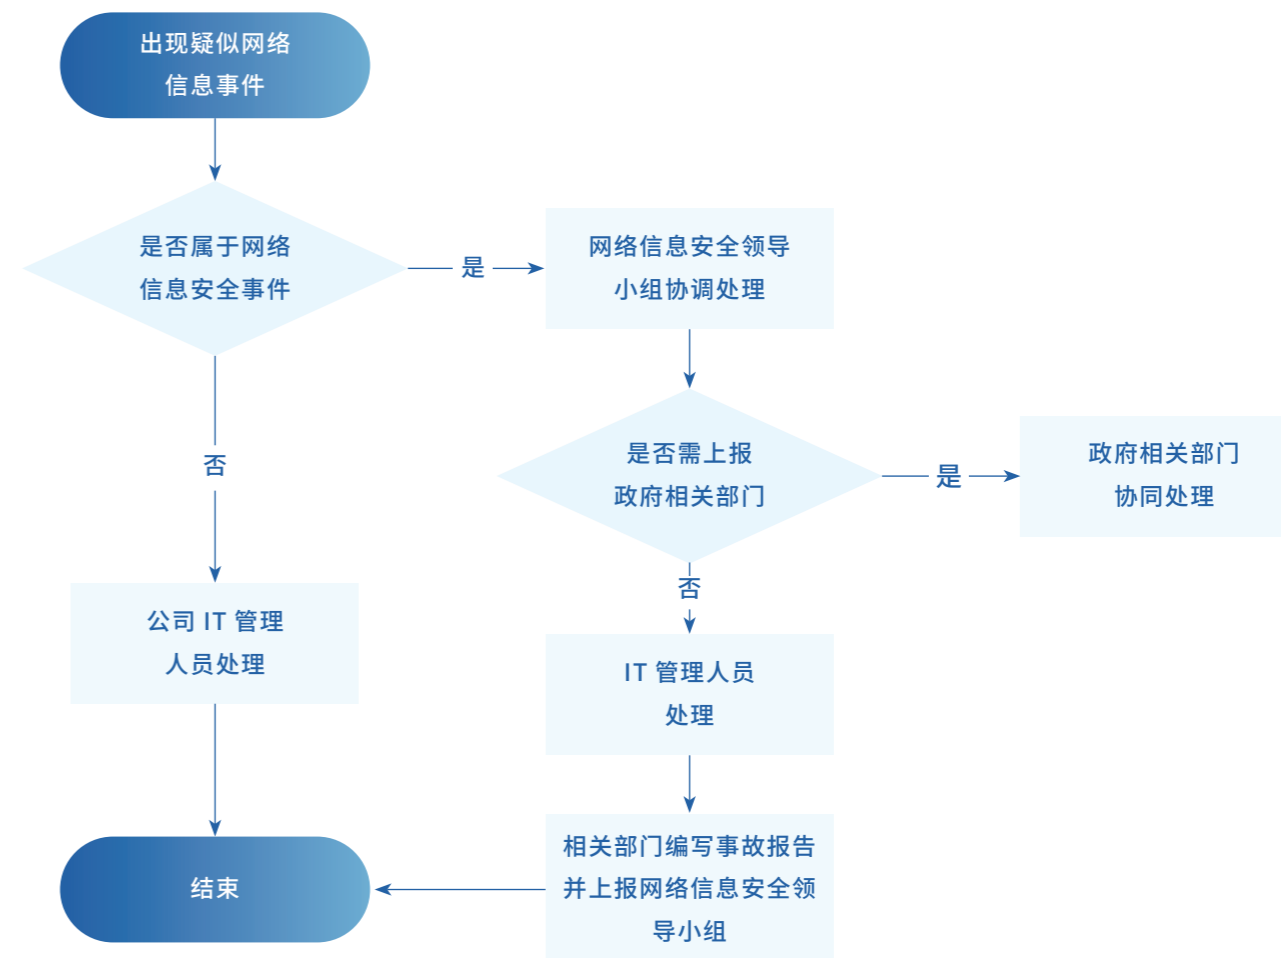 出现疑似网络
信息事件
是否属于网络
信息安全事件
是
网络信息安全领导
小组协调处理
否
是否需上报
政府相关部门
是
政府相关部门
协同处理
否
公司 IT 管理
人员处理
IT 管理人员
处理
相关部门编写事故报告
并上报网络信息安全领
导小组
结束